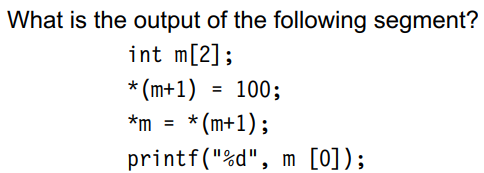 What is the output of the following segment?
int m[2];
*(m+1) = 100;
*m = *(m+1);
printf("%d", m [0]);